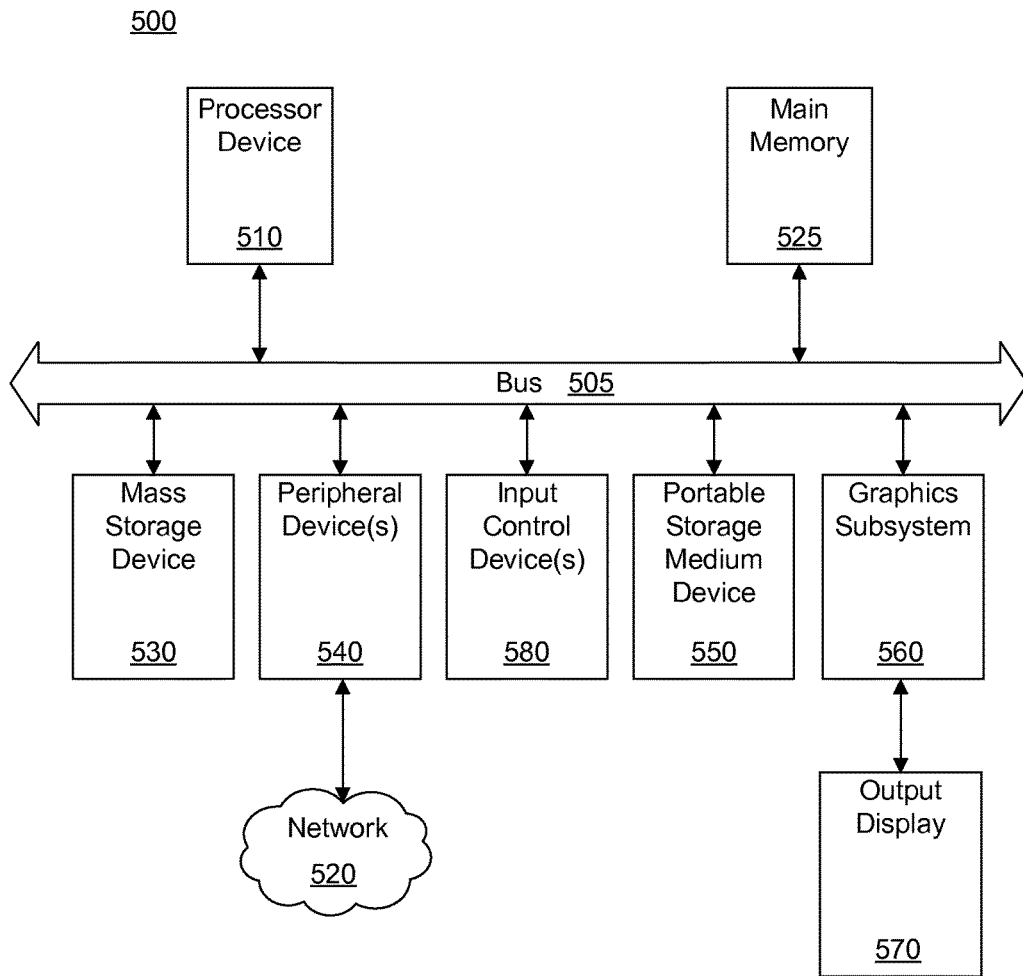 500
Processor
Device
510
Main
Memory
525
Bus 505
Mass
Storage
Device
530
Peripheral
Device(s)
540
Input
Control
Device(s)
580
Portable
Storage
Medium
Device
550
Graphics
Subsystem
560
Network
520
Output
Display
570